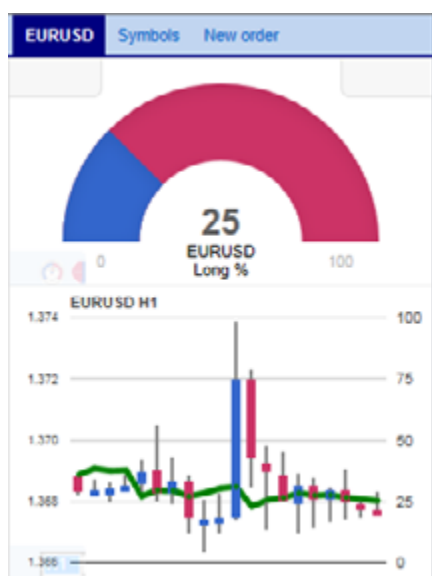 EURUSD Symbols New order
25
EURUSD
Long %
0 100
EURUSD H1
1.374 100
1.372 75
1.370 50
1.368 25
1.366 0